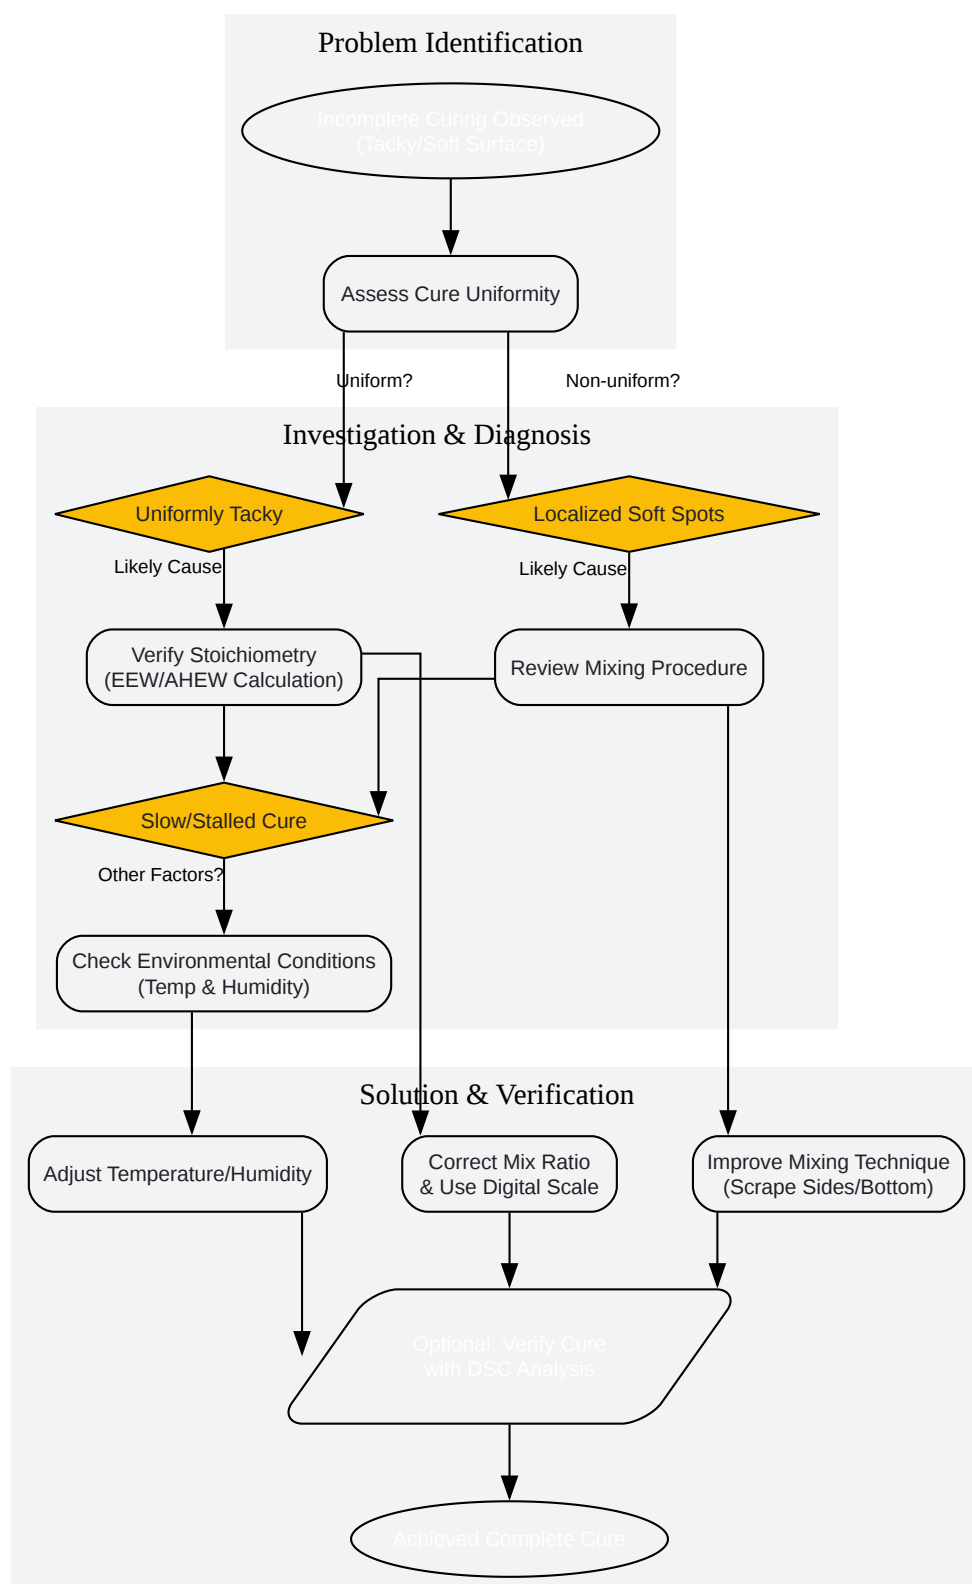 Problem Identification
Incomplete Curing Observed
(Tacky/Soft Surface)
Assess Cure Uniformity
Uniform?
Non-uniform?
Investigation & Diagnosis
Uniformly Tacky
Localized Soft Spots
Likely Cause
Likely Cause
Verify Stoichiometry
(EEW/AHEW Calculation)
Review Mixing Procedure
Slow/Stalled Cure
Other Factors?
Check Environmental Conditions
(Temp & Humidity)
Solution & Verification
Adjust Temperature/Humidity
Correct Mix Ratio
& Use Digital Scale
Improve Mixing Technique
(Scrape Sides/Bottom)
Optional: Verify Cure
with DSC Analysis
Achieved Complete Cure